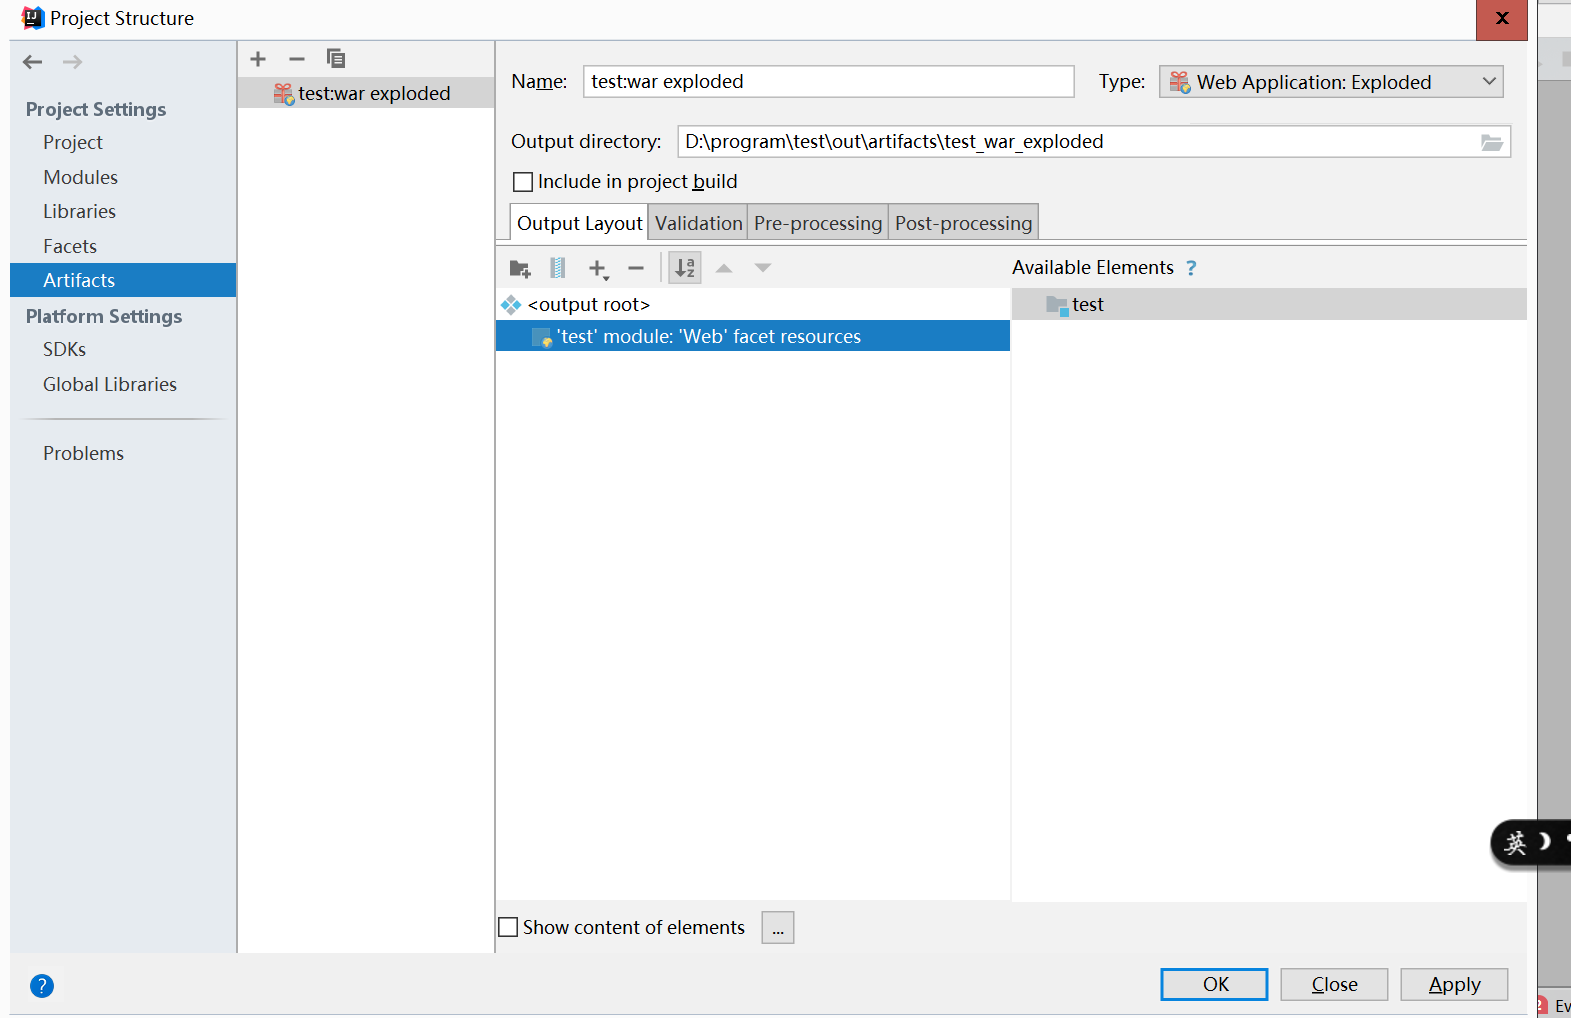 Project Structure
x
Project Settings
Project
Modules
Libraries
Facets
Artifacts
Platform Settings
SDKs
Global Libraries
Problems
test:war exploded
Name: test:war exploded
Type: Web Application: Exploded
Output directory: D:\program\test\out\artifacts\test_war_exploded
Include in project build
Output Layout Validation Pre-processing Post-processing
Available Elements ?
<output root>
'test' module: 'Web' facet resources
test
英
Show content of elements ...
? OK Close Apply
Ev